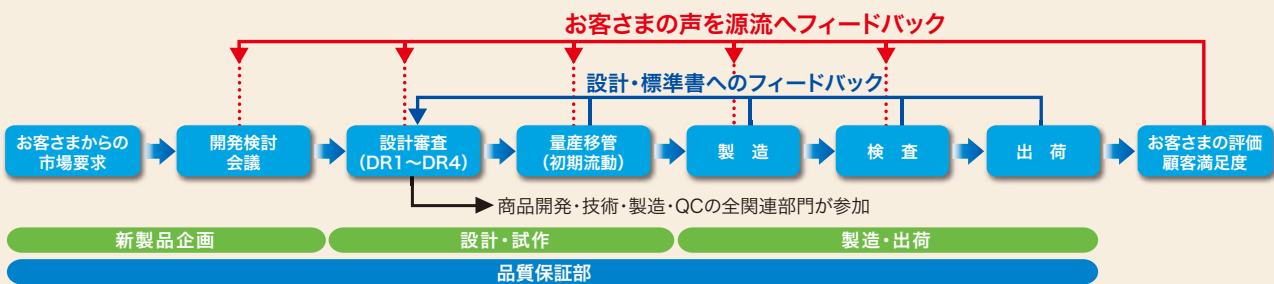 お客さまの声を源流へフィードバック
設計・標準書へのフィードバック
お客さまからの
市場要求
開発検討
会議
設計審査
(DR1〜DR4)
量産移管
(初期流動)
製 造
検 査
出 荷
お客さまの評価
顧客満足度
商品開発・技術・製造・QCの全関連部門が参加
新製品企画
設計・試作
製造・出荷
品質保証部